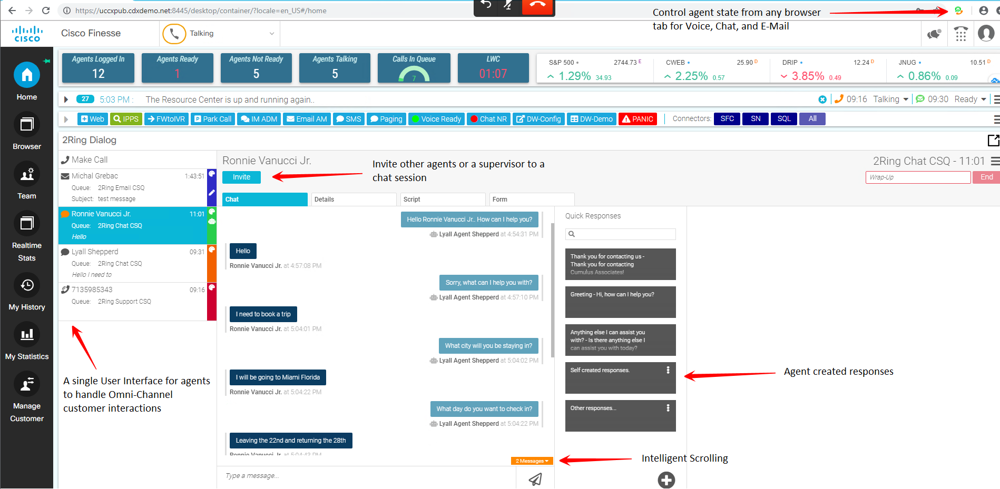 https://uccxpub.cdxdemo.net:8445/desktop/container/?locale=en_US#/home
Control agent state from any browser
tab for Voice, Chat, and E-Mail
CISCO
Cisco Finesse
Talking
Agents Logged In
12
Agents Ready
1
Agents Not Ready
5
Agents Talking
5
Calls In Queue
7
LWC
01:07
S&P 500 2744.73 E
1.29% 34.93
CWEB 25.90 D
2.25% 0.57
DRIP 12.24 D
3.85% 0.49
JNUG 10.51 D
0.86% 0.09
27 5:03 PM : The Resource Center is up and running again..
09:16 Talking
09:30 Ready
Web
IPPS
FWtoIVR
Park Call
IM ADM
Email AM
SMS
Paging
Voice Ready
Chat NR
DW-Config
DW-Demo
PANIC
Connectors:
SFC
SN
SQL
All
Home
Browser
Team
Realtime
Stats
My History
My Statistics
Manage
Customer
2Ring Dialog
Make Call
Michal Grebac 1:43:51
Queue: 2Ring Email CSQ
Subject: test message
Ronnie Vanucci Jr. 11:01
Queue: 2Ring Chat CSQ
Hello
Lyall Shepperd 09:31
Queue: 2Ring Chat CSQ
Hello I need to
7135985343 09:16
Queue: 2Ring Support CSQ
A single User Interface for agents
to handle Omni-Channel
customer interactions
Ronnie Vanucci Jr.
Invite
Invite other agents or a supervisor to a
chat session
2Ring Chat CSQ - 11:01
Wrap-Up
End
Chat
Details
Script
Form
Hello Ronnie Vanucci Jr.. How can I help you?
Lyall Agent Shepperd at 4:54:31 PM
Hello
Ronnie Vanucci Jr. at 4:57:08 PM
Sorry, what can I help you with?
Lyall Agent Shepperd at 4:57:10 PM
I need to book a trip
Ronnie Vanucci Jr. at 5:04:01 PM
What city will you be staying in?
Lyall Agent Shepperd at 5:04:02 PM
I will be going to Miami Florida
Ronnie Vanucci Jr. at 5:04:22 PM
What day do you want to check in?
Lyall Agent Shepperd at 5:04:22 PM
Leaving the 22nd and returning the 28th
Ronnie Vanucci Jr. at 5:04:43 PM
2 Messages
Type a message...
Quick Responses
Thank you for contacting us -
Thank you for contacting
Cumulus Associates!
Greeting - Hi, how can I help you?
Anything else I can assist you
with? - Is there anything else I
can assist you with today?
Self created responses.
Other responses...
Agent created responses
Intelligent Scrolling